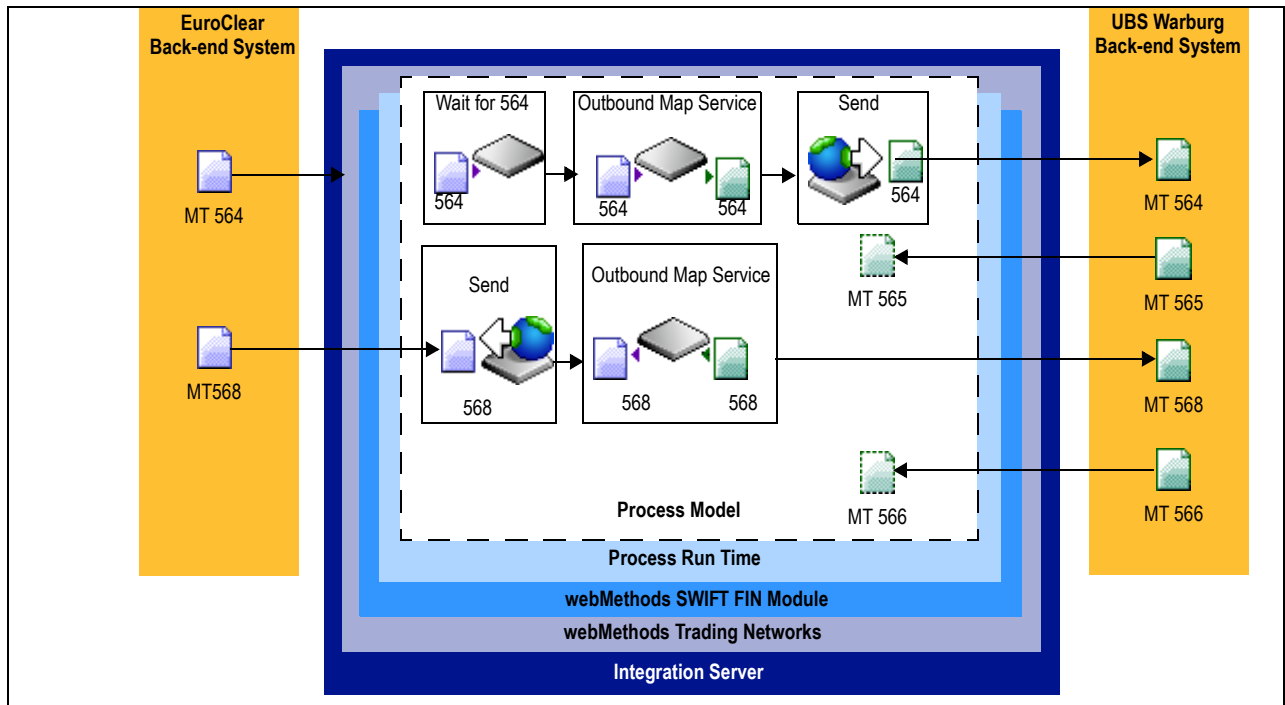 EuroClear
Back-end System
UBS Warburg
Back-end System
Wait for 564
Outbound Map Service
Send
564
564
564
564
MT 564
MT 564
MT 565
MT 565
Send
Outbound Map Service
568
568
568
MT568
MT 568
MT 566
MT 566
Process Model
Process Run Time
webMethods SWIFT FIN Module
webMethods Trading Networks
Integration Server